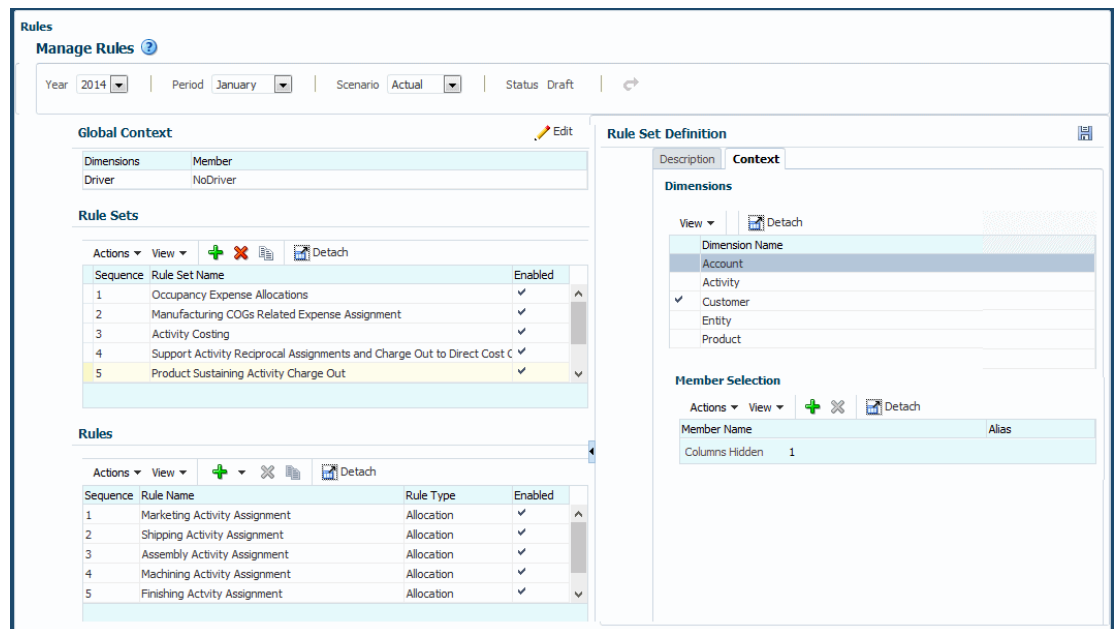 Rules
Manage Rules ?
Year 2014 Period January Scenario Actual Status Draft
Global Context Edit
Dimensions Member
Driver NoDriver
Rule Sets
Actions View Detach
Sequence Rule Set Name Enabled
1 Occupancy Expense Allocations
2 Manufacturing COGs Related Expense Assignment
3 Activity Costing
4 Support Activity Reciprocal Assignments and Charge Out to Direct Cost C
5 Product Sustaining Activity Charge Out
Rules
Actions View Detach
Sequence Rule Name Rule Type Enabled
1 Marketing Activity Assignment Allocation
2 Shipping Activity Assignment Allocation
3 Assembly Activity Assignment Allocation
4 Machining Activity Assignment Allocation
5 Finishing Actvity Assignment Allocation
Rule Set Definition
Description Context
Dimensions
View Detach
Dimension Name
Account
Activity
Customer
Entity
Product
Member Selection
Actions View Detach
Member Name Alias
Columns Hidden 1